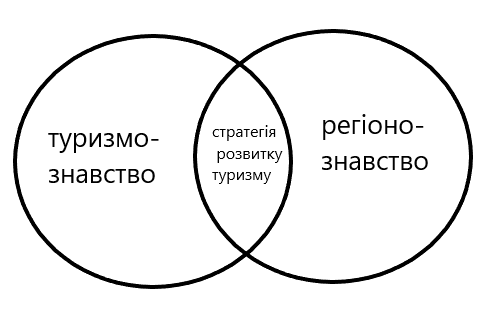 туризмо-
знавство
стратегія
розвитку
туризму
регіоно-
знавство